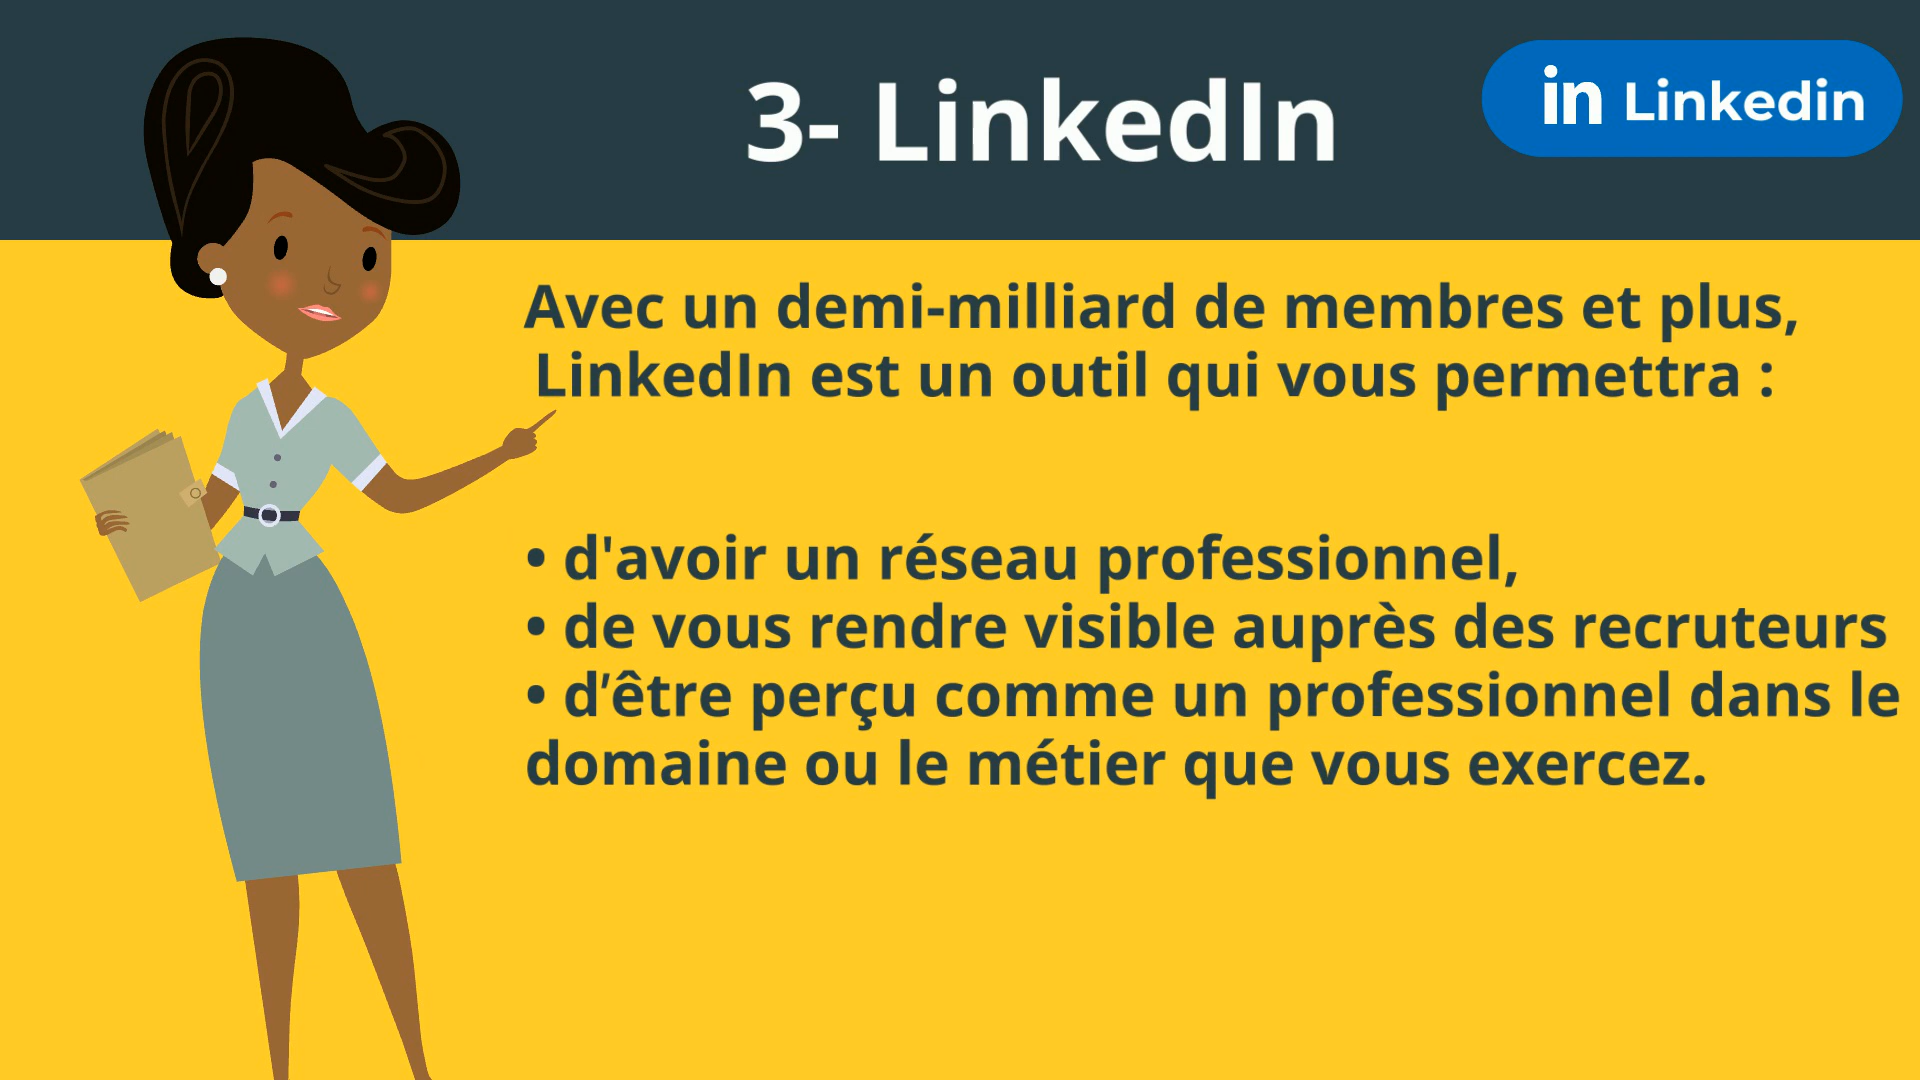 3- LinkedIn
in Linkedin
Avec un demi-milliard de membres et plus,
LinkedIn est un outil qui vous permettra :
• d'avoir un réseau professionnel,
• de vous rendre visible auprès des recruteurs
• d’être perçu comme un professionnel dans le
domaine ou le métier que vous exercez.